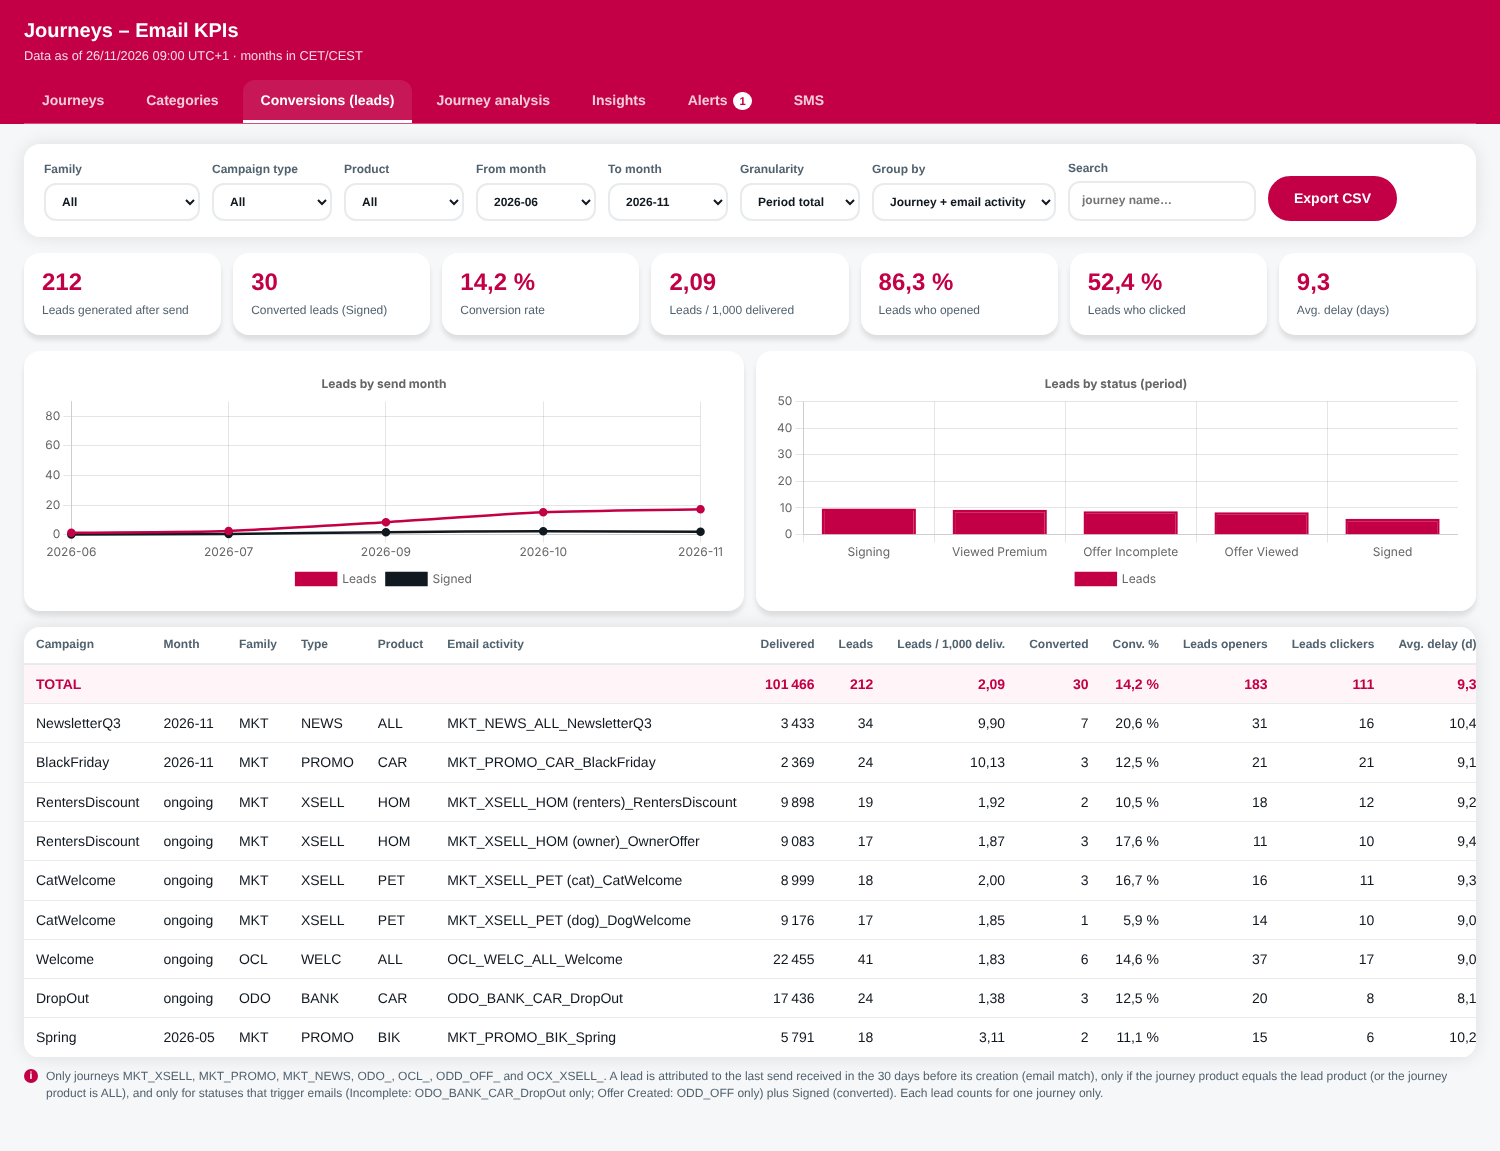 Journeys – Email KPIs
Data as of 26/11/2026 09:00 UTC+1 · months in CET/CEST
Journeys Categories Conversions (leads) Journey analysis Insights Alerts 1 SMS
Family Campaign type Product From month To month Granularity Group by Search
All All All 2026-06 2026-11 Period total Journey + email activity journey name... Export CSV
212 30 14,2 % 2,09 86,3 % 52,4 % 9,3
Leads generated after send Converted leads (Signed) Conversion rate Leads / 1,000 delivered Leads who opened Leads who clicked Avg. delay (days)
Leads by send month
80
60
40
20
0
2026-06 2026-07 2026-09 2026-10 2026-11
Leads Signed
Leads by status (period)
50
40
30
20
10
0
Signing Viewed Premium Offer Incomplete Offer Viewed Signed
Leads
Campaign Month Family Type Product Email activity Delivered Leads Leads / 1,000 deliv. Converted Conv. % Leads openers Leads clickers Avg. delay (d)
TOTAL 101 466 212 2,09 30 14,2 % 183 111 9,3
NewsletterQ3 2026-11 MKT NEWS ALL MKT_NEWS_ALL_NewsletterQ3 3 433 34 9,90 7 20,6 % 31 16 10,4
BlackFriday 2026-11 MKT PROMO CAR MKT_PROMO_CAR_BlackFriday 2 369 24 10,13 3 12,5 % 21 21 9,1
RentersDiscount ongoing MKT XSELL HOM MKT_XSELL_HOM (renters)_RentersDiscount 9 898 19 1,92 2 10,5 % 18 12 9,2
RentersDiscount ongoing MKT XSELL HOM MKT_XSELL_HOM (owner)_OwnerOffer 9 083 17 1,87 3 17,6 % 11 10 9,4
CatWelcome ongoing MKT XSELL PET MKT_XSELL_PET (cat)_CatWelcome 8 999 18 2,00 3 16,7 % 16 11 9,3
CatWelcome ongoing MKT XSELL PET MKT_XSELL_PET (dog)_DogWelcome 9 176 17 1,85 1 5,9 % 14 10 9,0
Welcome ongoing OCL WELC ALL OCL_WELC_ALL_Welcome 22 455 41 1,83 6 14,6 % 37 17 9,0
DropOut ongoing ODO BANK CAR ODO_BANK_CAR_DropOut 17 436 24 1,38 3 12,5 % 20 8 8,1
Spring 2026-05 MKT PROMO BIK MKT_PROMO_BIK_Spring 5 791 18 3,11 2 11,1 % 15 6 10,2
i Only journeys MKT_XSELL, MKT_PROMO, MKT_NEWS, ODO_, OCL_, ODD_OFF_ and OCX_XSELL_. A lead is attributed to the last send received in the 30 days before its creation (email match), only if the journey product equals the lead product (or the journey
product is ALL), and only for statuses that trigger emails (Incomplete: ODO_BANK_CAR_DropOut only; Offer Created: ODD_OFF only) plus Signed (converted). Each lead counts for one journey only.